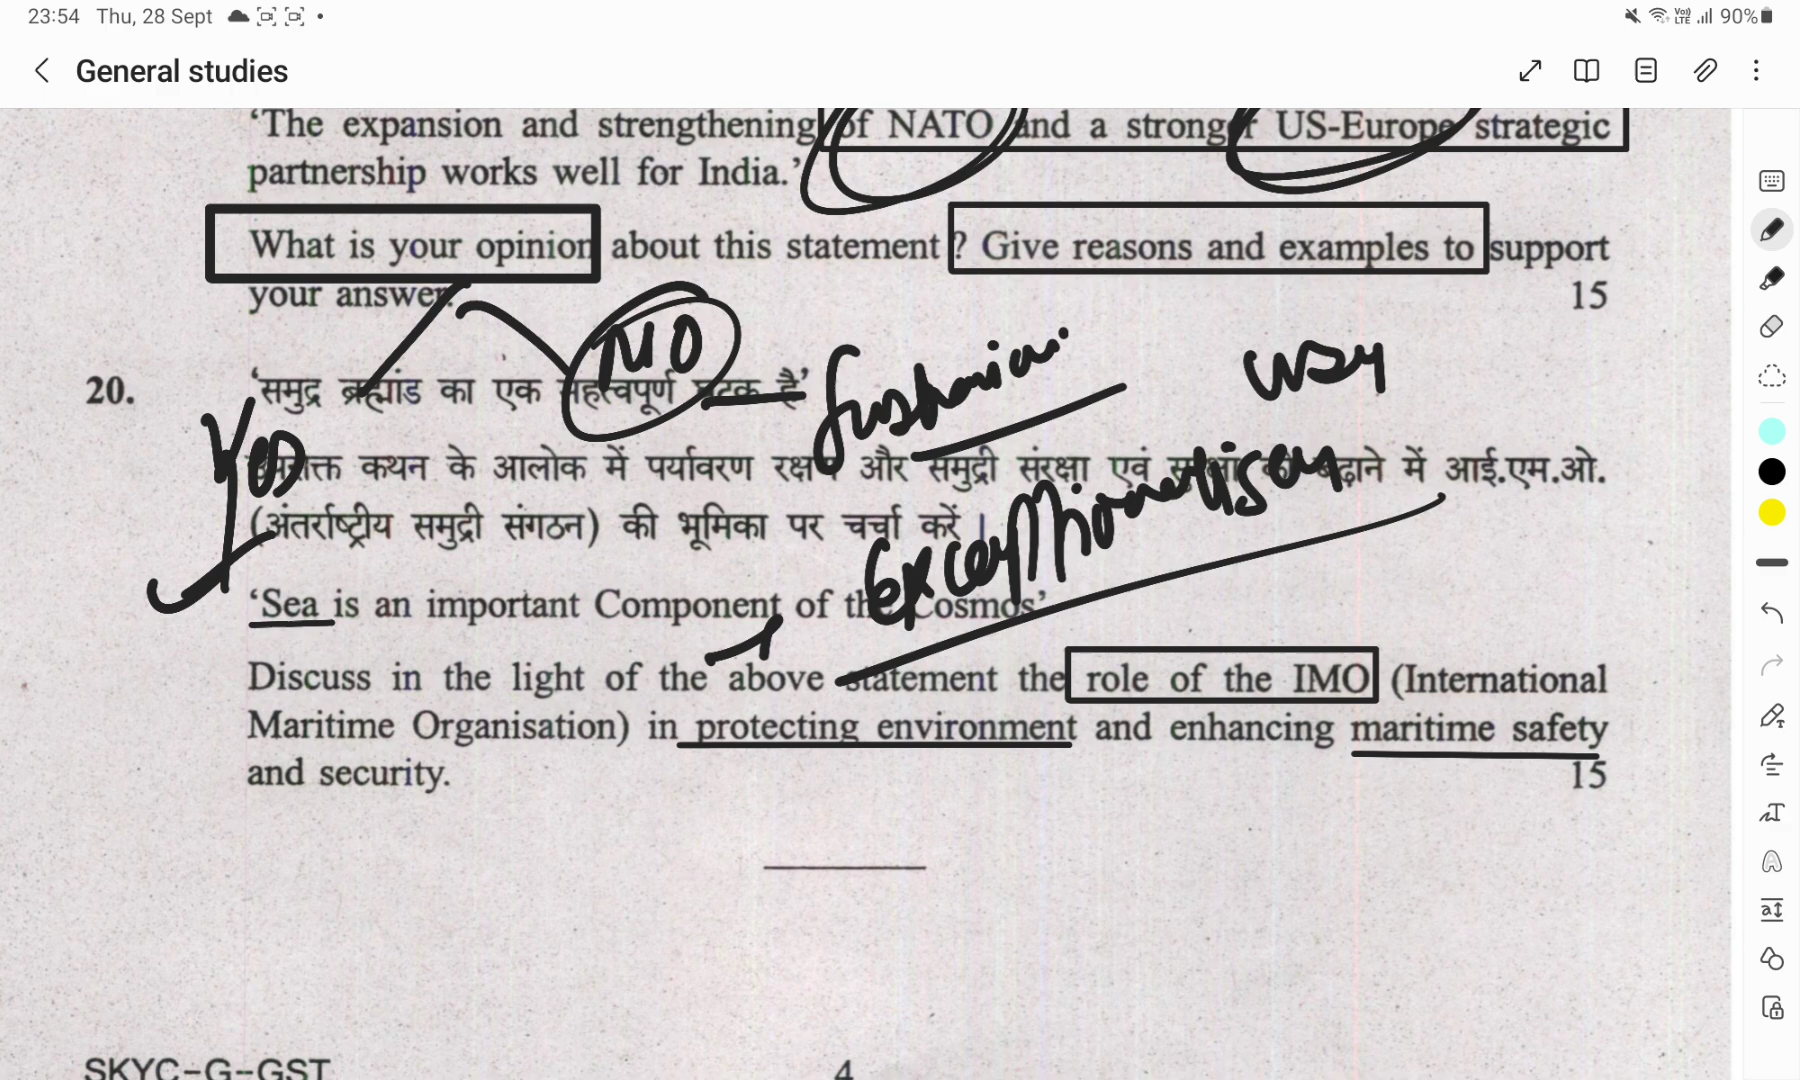 23:54 Thu, 28 Sept
VoD LTE 90%
General studies
‘The expansion and strengthening of NATO and a stronger US-Europe strategic
partnership works well for India.’
What is your opinion about this statement ? Give reasons and examples to support
your answer. 15
NO
why
20. ‘समुद्र ब्रह्मांड का एक महत्त्वपूर्ण घटक है’
Yes
उपरोक्त कथन के आलोक में पर्यावरण रक्षण और समुद्री संरक्षा एवं सुरक्षा को बढ़ाने में आई.एम.ओ.
(अंतर्राष्ट्रीय समुद्री संगठन) की भूमिका पर चर्चा करें ।
‘Sea is an important Component of the Cosmos’
Discuss in the light of the above statement the role of the IMO (International
Maritime Organisation) in protecting environment and enhancing maritime safety
and security. 15
SKYC-G-GST 4